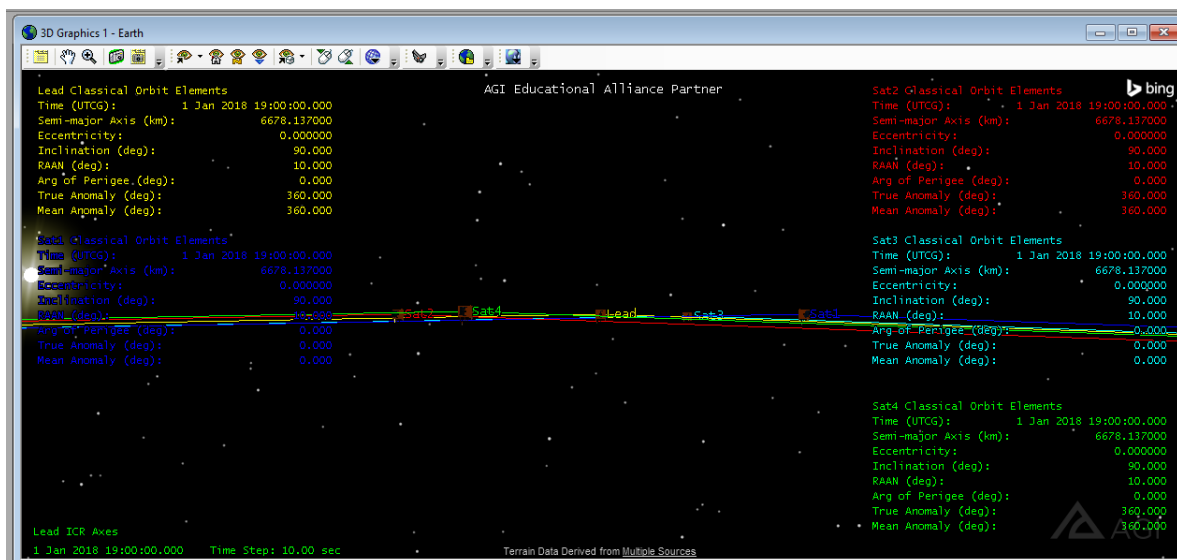 3D Graphics 1 - Earth
AGI Educational Alliance Partner
bing
Lead Classical Orbit Elements
Time (UTCG): 1 Jan 2018 19:00:00.000
Semi-major Axis (km): 6678.137000
Eccentricity: 0.000000
Inclination (deg): 90.000
RAAN (deg): 10.000
Arg of Perigee (deg): 0.000
True Anomaly (deg): 360.000
Mean Anomaly (deg): 360.000
Sat2 Classical Orbit Elements
Time (UTCG): 1 Jan 2018 19:00:00.000
Semi-major Axis (km): 6678.137000
Eccentricity: 0.000000
Inclination (deg): 90.000
RAAN (deg): 10.000
Arg of Perigee (deg): 0.000
True Anomaly (deg): 360.000
Mean Anomaly (deg): 360.000
Sat1 Classical Orbit Elements
Time (UTCG): 1 Jan 2018 19:00:00.000
Semi-major Axis (km): 6678.137000
Eccentricity: 0.000000
Inclination (deg): 90.000
RAAN (deg): 10.000
Arg of Perigee (deg): 0.000
True Anomaly (deg): 0.000
Mean Anomaly (deg): 0.000
Sat3 Classical Orbit Elements
Time (UTCG): 1 Jan 2018 19:00:00.000
Semi-major Axis (km): 6678.137000
Eccentricity: 0.000000
Inclination (deg): 90.000
RAAN (deg): 10.000
Arg of Perigee (deg): 0.000
True Anomaly (deg): 0.000
Mean Anomaly (deg): 0.000
Sat2 Sat4 Lead Sat3 Sat1
Sat4 Classical Orbit Elements
Time (UTCG): 1 Jan 2018 19:00:00.000
Semi-major Axis (km): 6678.137000
Eccentricity: 0.000000
Inclination (deg): 90.000
RAAN (deg): 10.000
Arg of Perigee (deg): 0.000
True Anomaly (deg): 360.000
Mean Anomaly (deg): 360.000
AGI
Lead ICR Axes
1 Jan 2018 19:00:00.000 Time Step: 10.00 sec
Terrain Data Derived from Multiple Sources